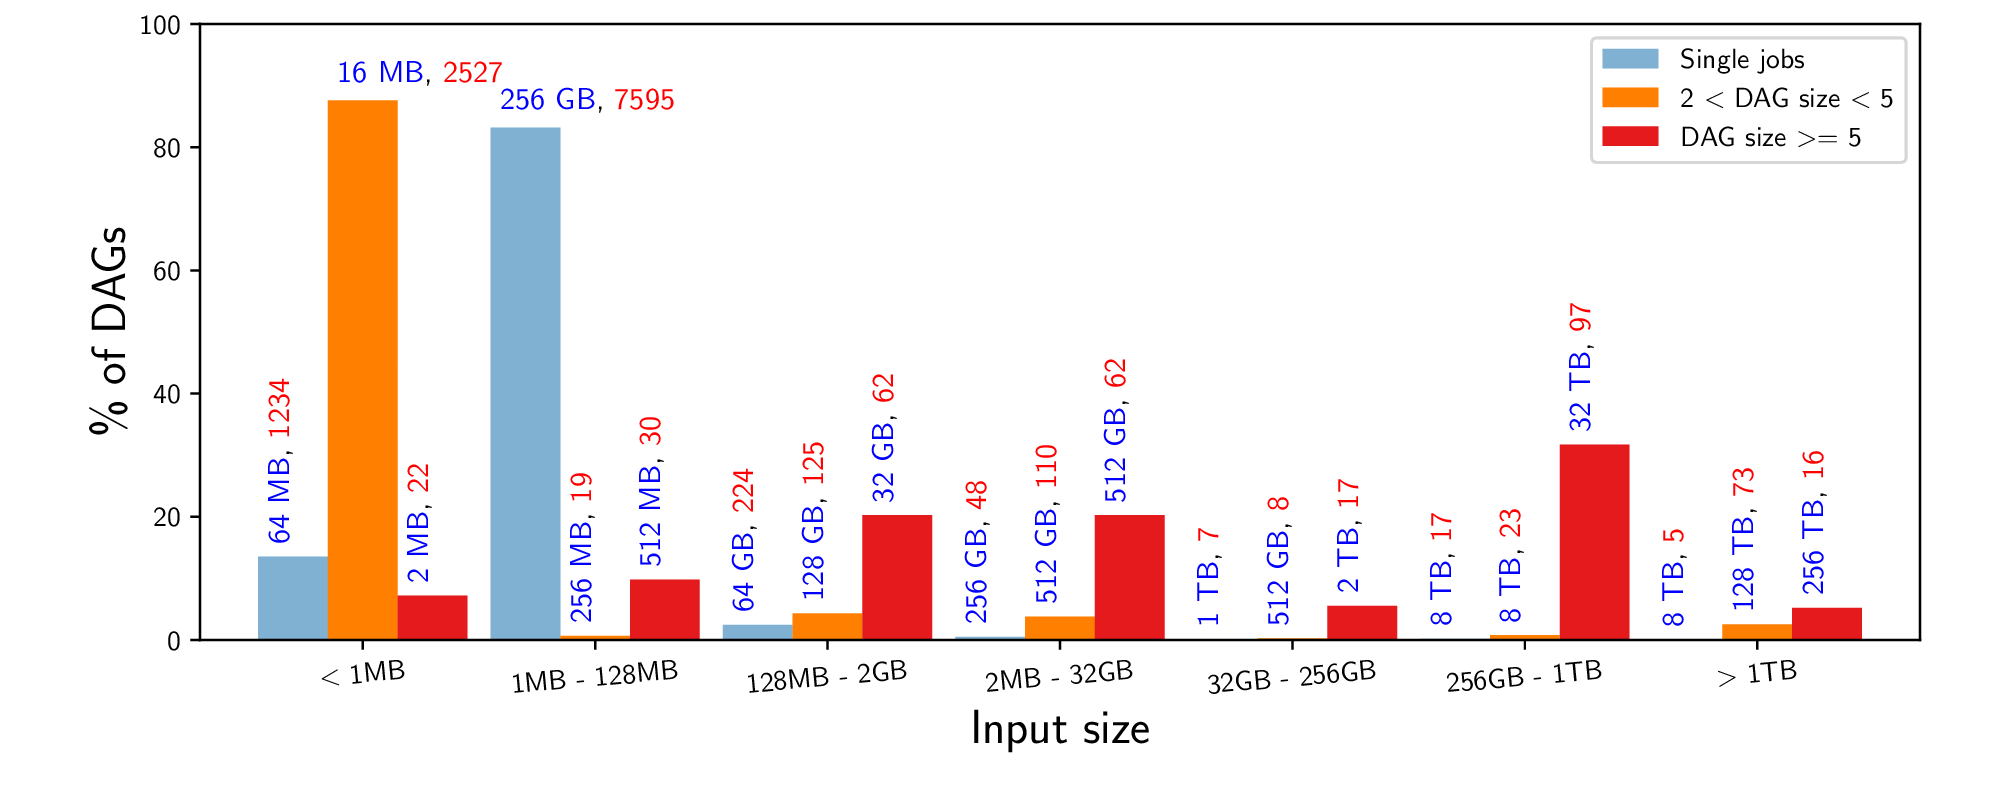 % of DAGs
100
80
60
40
20
0
Single jobs
2 < DAG size < 5
DAG size >= 5
64 MB, 1234
16 MB, 2527
2 MB, 22
256 GB, 7595
256 MB, 19
512 MB, 30
64 GB, 224
128 GB, 125
32 GB, 62
256 GB, 48
512 GB, 110
512 GB, 62
1 TB, 7
512 GB, 8
2 TB, 17
8 TB, 17
8 TB, 23
32 TB, 97
8 TB, 5
128 TB, 73
256 TB, 16
< 1MB
1MB - 128MB
128MB - 2GB
2MB - 32GB
32GB - 256GB
256GB - 1TB
> 1TB
Input size